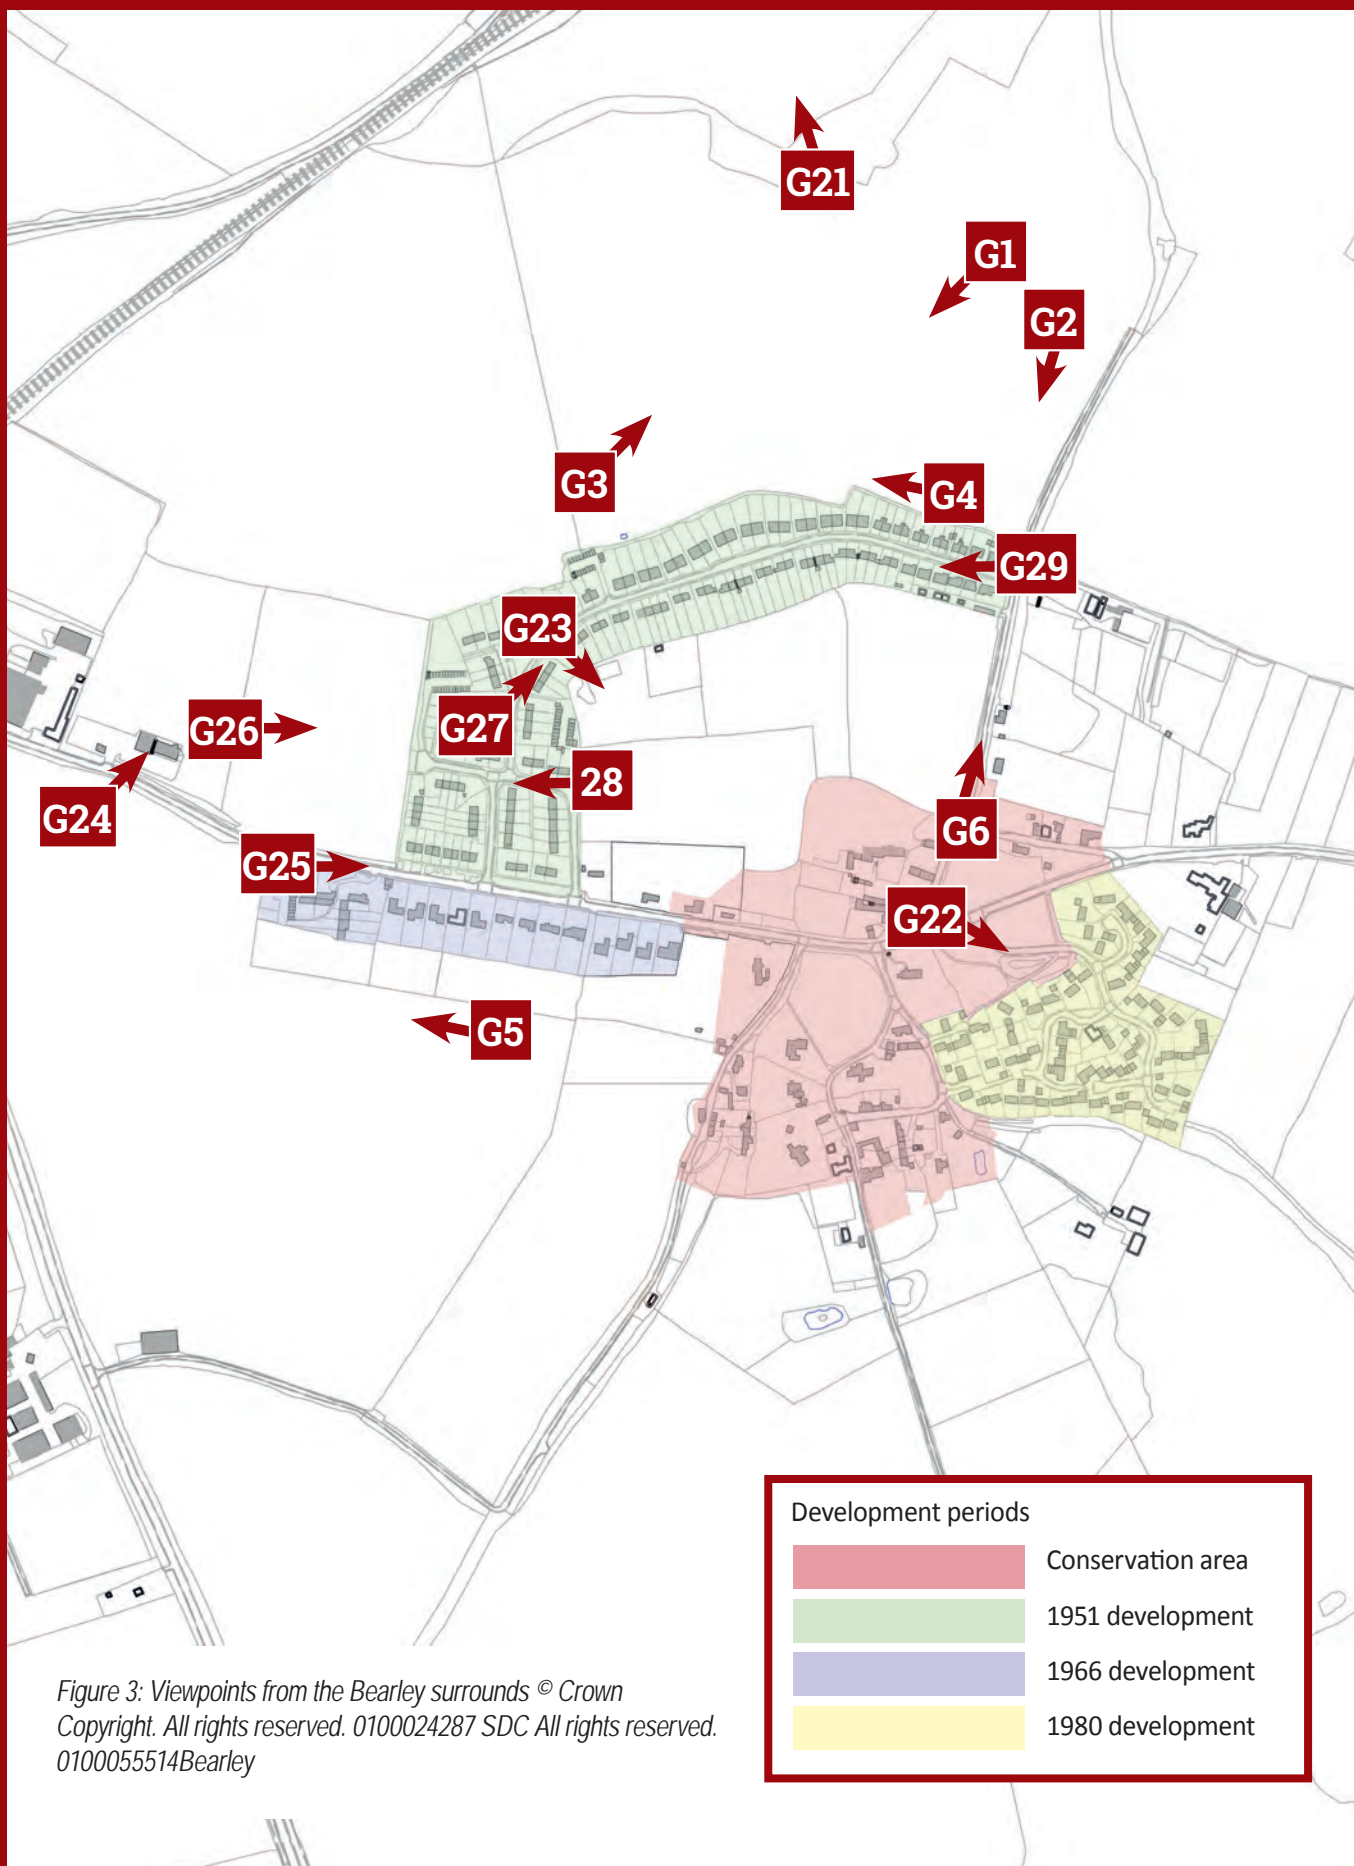 G21
G1
G2
G3
G4
G29
G23
G26
G27
28
G24
G6
G25
G22
G5
Development periods
Conservation area
1951 development
1966 development
1980 development
Figure 3: Viewpoints from the Bearley surrounds © Crown
Copyright. All rights reserved. 0100024287 SDC All rights reserved.
0100055514Bearley